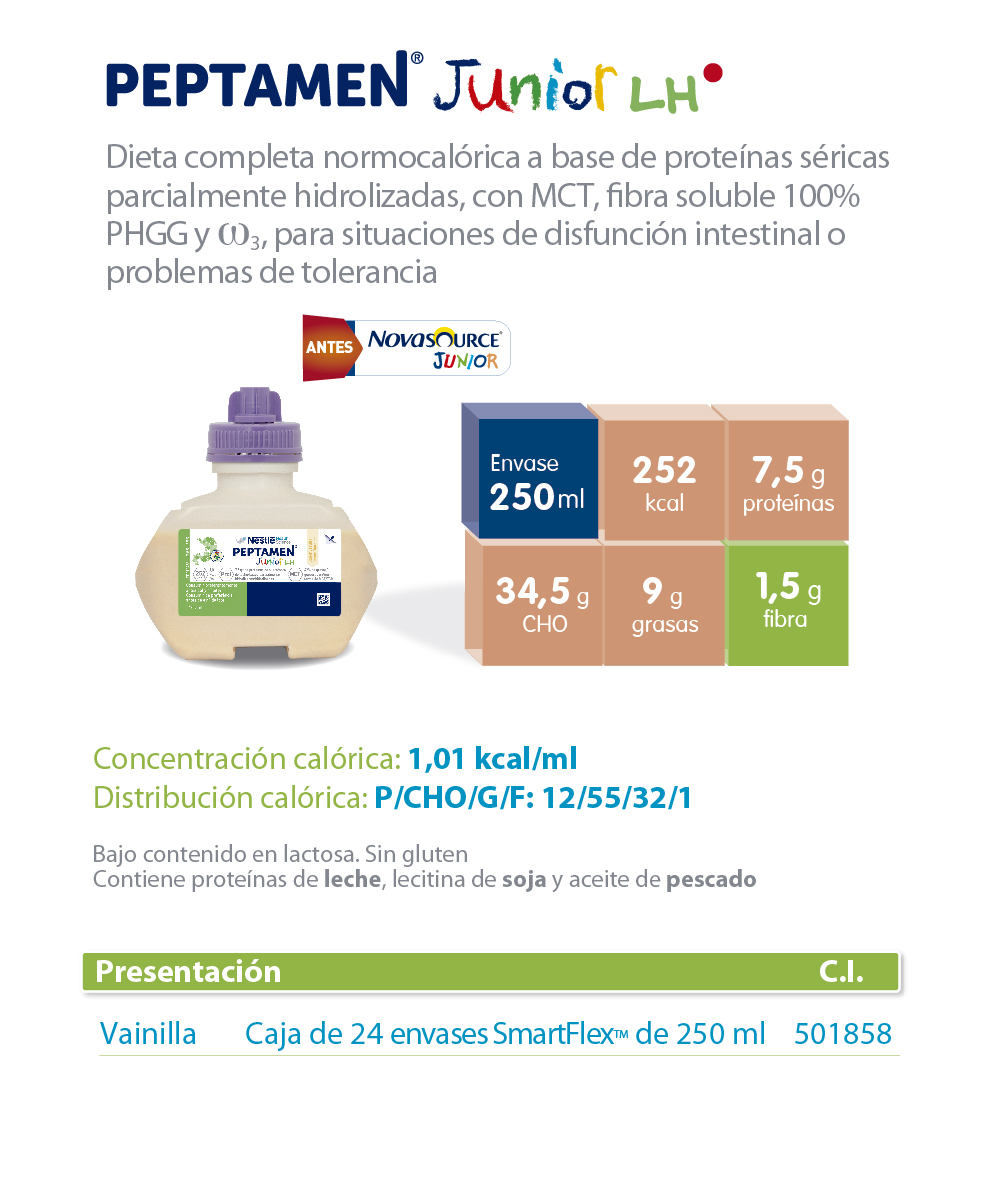 PEPTAMEN® Junior LH
Dieta completa normocalórica a base de proteínas séricas
parcialmente hidrolizadas, con MCT, fibra soluble 100%
PHGG y ω3, para situaciones de disfunción intestinal o
problemas de tolerancia
ANTES NOVASOURCE® JUNIOR
Envase
250 ml
252
kcal
7,5 g
proteínas
34,5 g
CHO
9 g
grasas
1,5 g
fibra
Nestlé Health Science
PEPTAMEN®
Junior LH
Concentración calórica: 1,01 kcal/ml
Distribución calórica: P/CHO/G/F: 12/55/32/1
Bajo contenido en lactosa. Sin gluten
Contiene proteínas de leche, lecitina de soja y aceite de pescado
Presentación C.I.
Vainilla Caja de 24 envases SmartFlex™ de 250 ml 501858